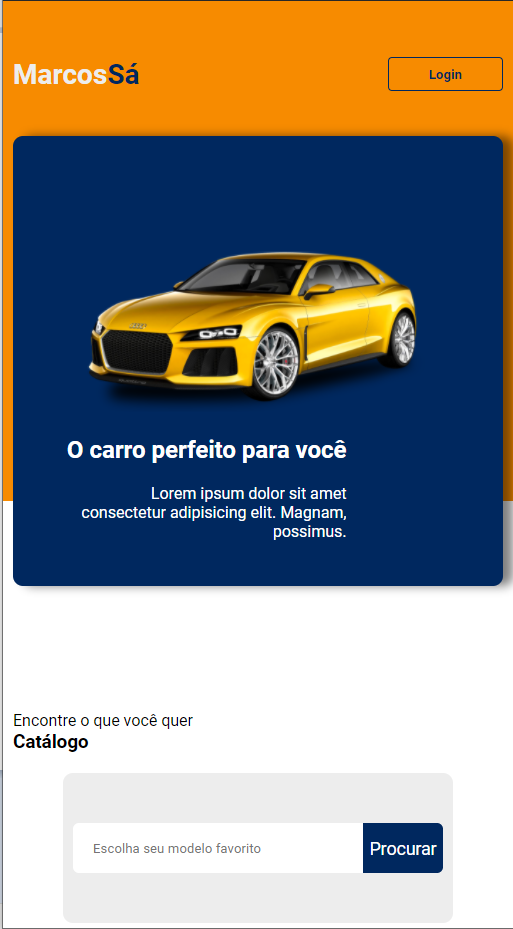 MarcosSá
Login
O carro perfeito para você
Lorem ipsum dolor sit amet
consectetur adipisicing elit. Magnam,
possimus.
Encontre o que você quer
Catálogo
Escolha seu modelo favorito
Procurar